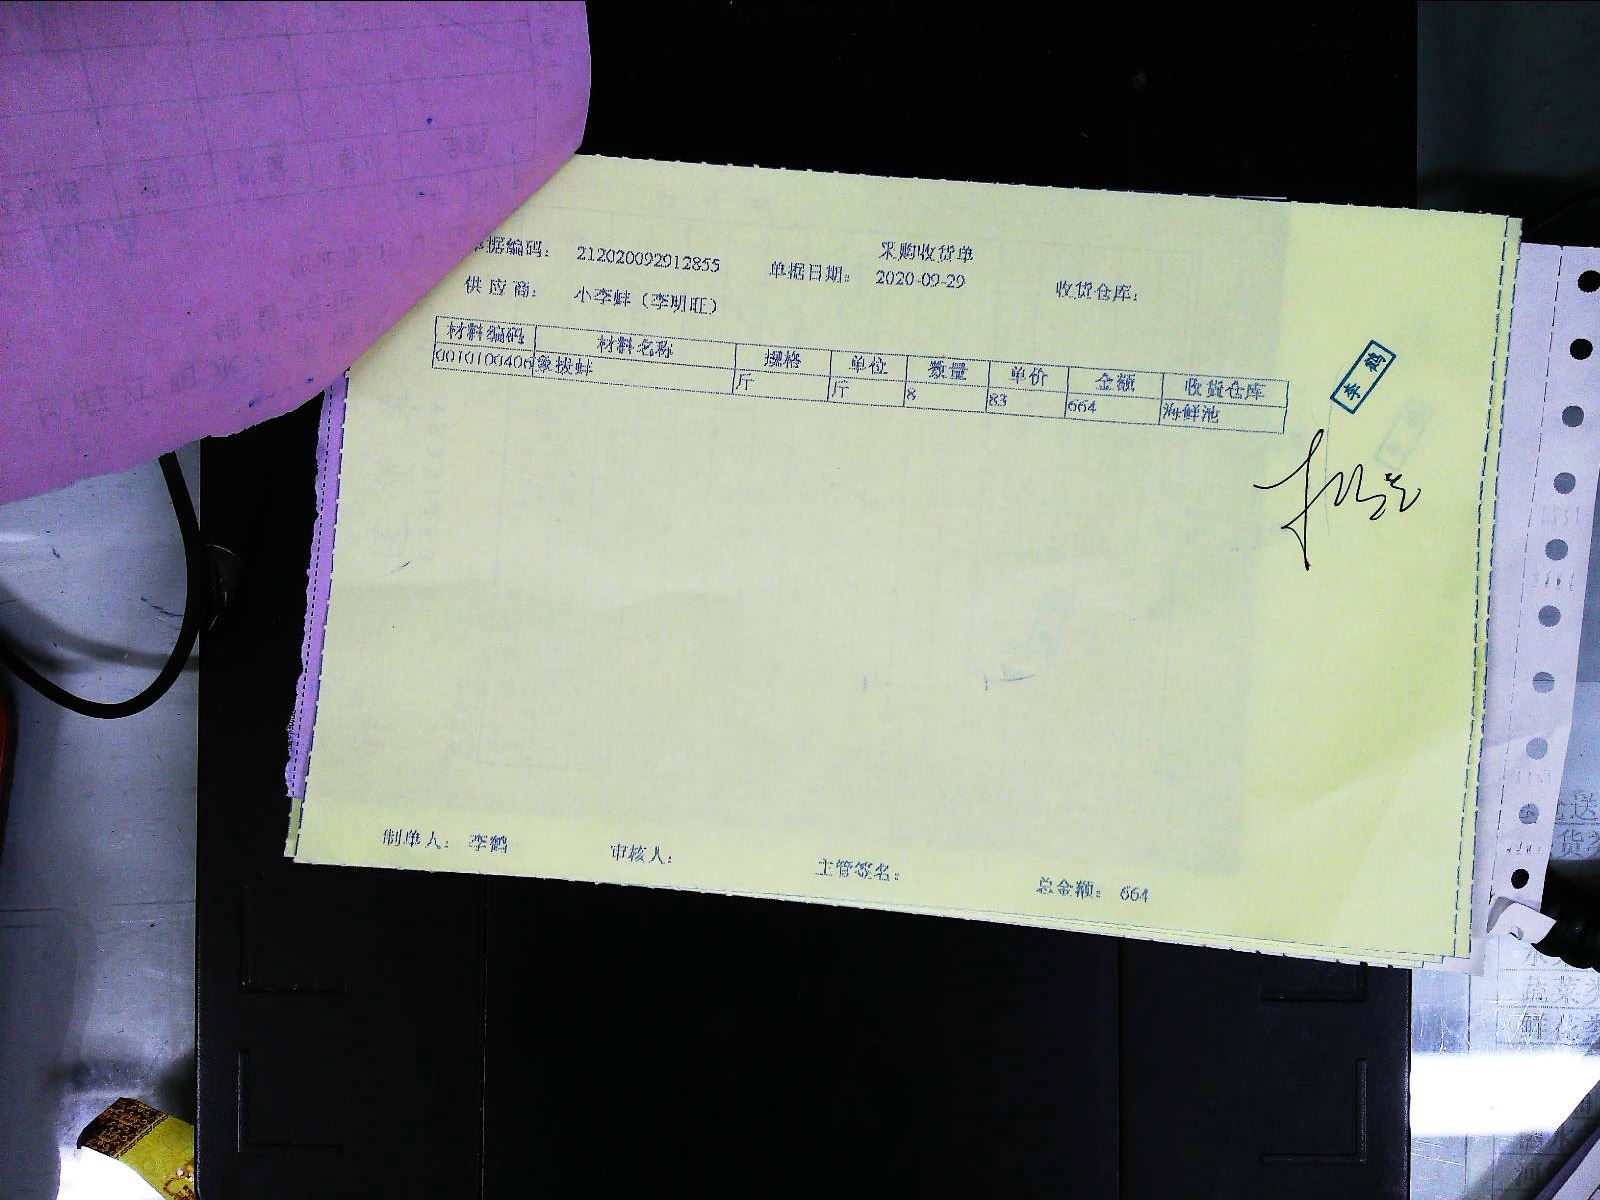 采购收货单
据编码： 212020092912855 单据日期： 2020-09-29 收货仓库：
供应商： 小李蚌（李明旺）
材料编码 材料名称 规格 单位 数量 单价 金额 收货仓库
0010100406 象拔蚌 斤 斤 8 83 664 海鲜池
李鹤
制单人： 李鹤 审核人： 主管签名： 总金额： 664